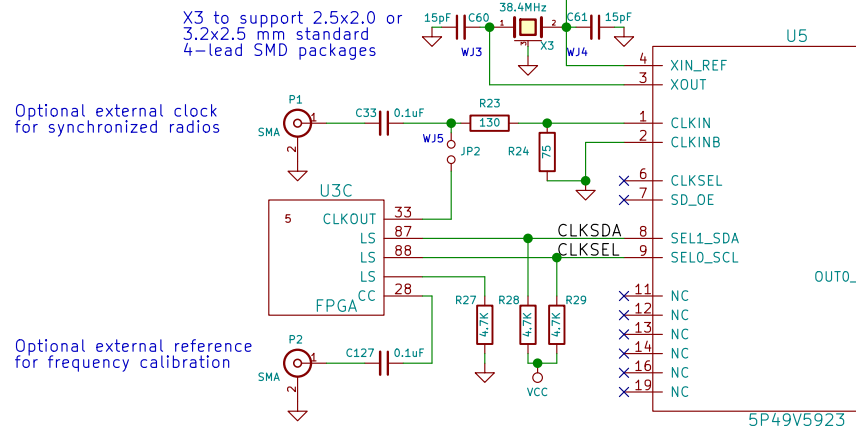 X3 to support 2.5x2.0 or
3.2x2.5 mm standard
4-lead SMD packages
38.4MHz
15pF C60
1 2
C61 15pF
WJ3
3
X3
WJ4
U5
4 XIN_REF
3 XOUT
Optional external clock
for synchronized radios
P1
SMA
1
2
C33 0.1uF
WJ5
JP2
R23
130
R24
75
1 CLKIN
2 CLKINB
6 CLKSEL
7 SD_OE
U3C
5
CLKOUT 33
LS 87
LS 88
LS
CC 28
FPGA
CLKSDA
CLKSEL
8 SEL1_SDA
9 SEL0_SCL
OUT0_
R27
4.7K
R28
4.7K
R29
4.7K
VCC
11 NC
12 NC
13 NC
14 NC
16 NC
19 NC
Optional external reference
for frequency calibration
P2
SMA
1
2
C127 0.1uF
5P49V5923